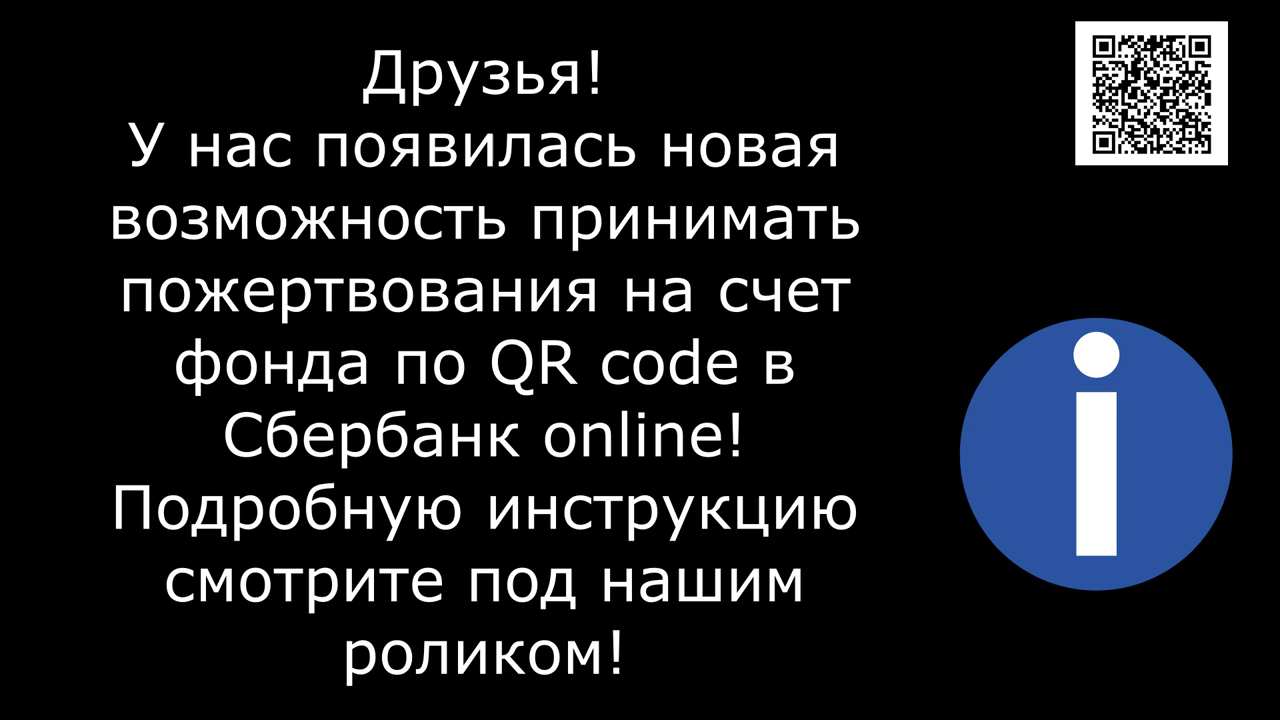 Друзья!
У нас появилась новая
возможность принимать
пожертвования на счет
фонда по QR code в
Сбербанк online!
Подробную инструкцию
смотрите под нашим
роликом!